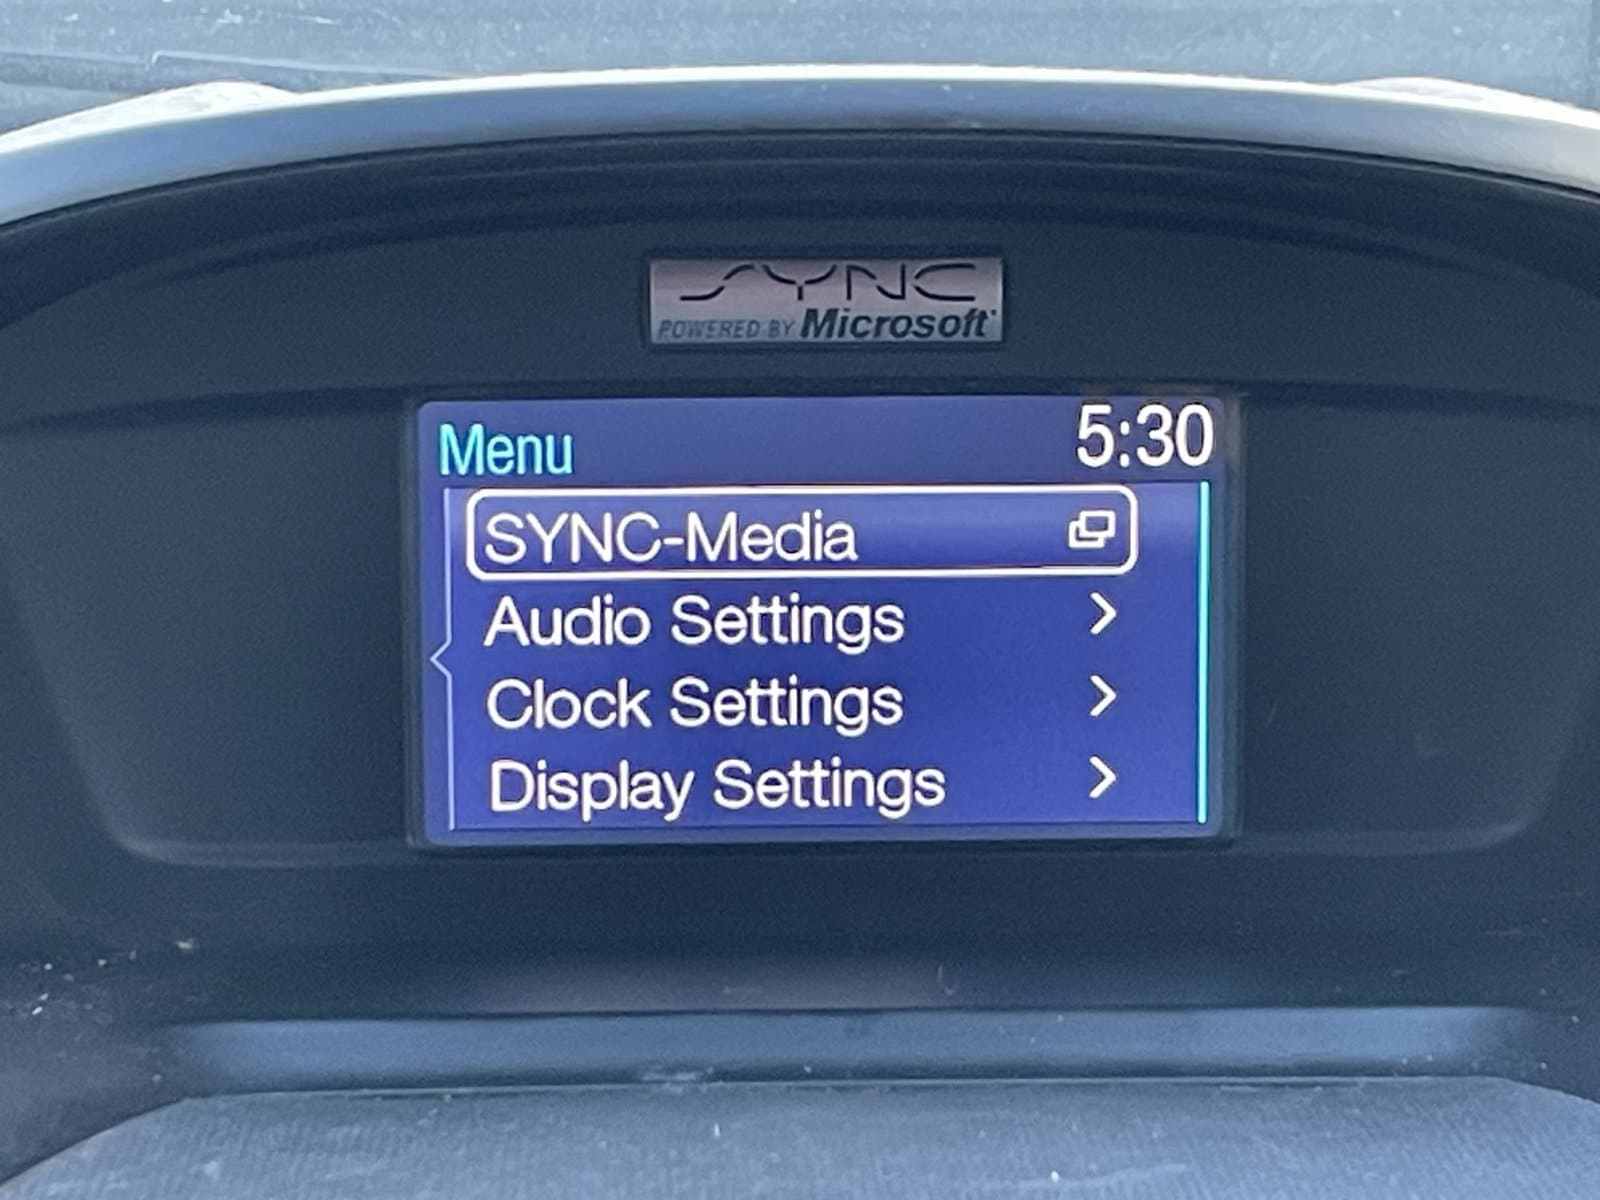 SYNC
POWERED BY Microsoft
Menu 5:30
SYNC-Media
Audio Settings
Clock Settings
Display Settings